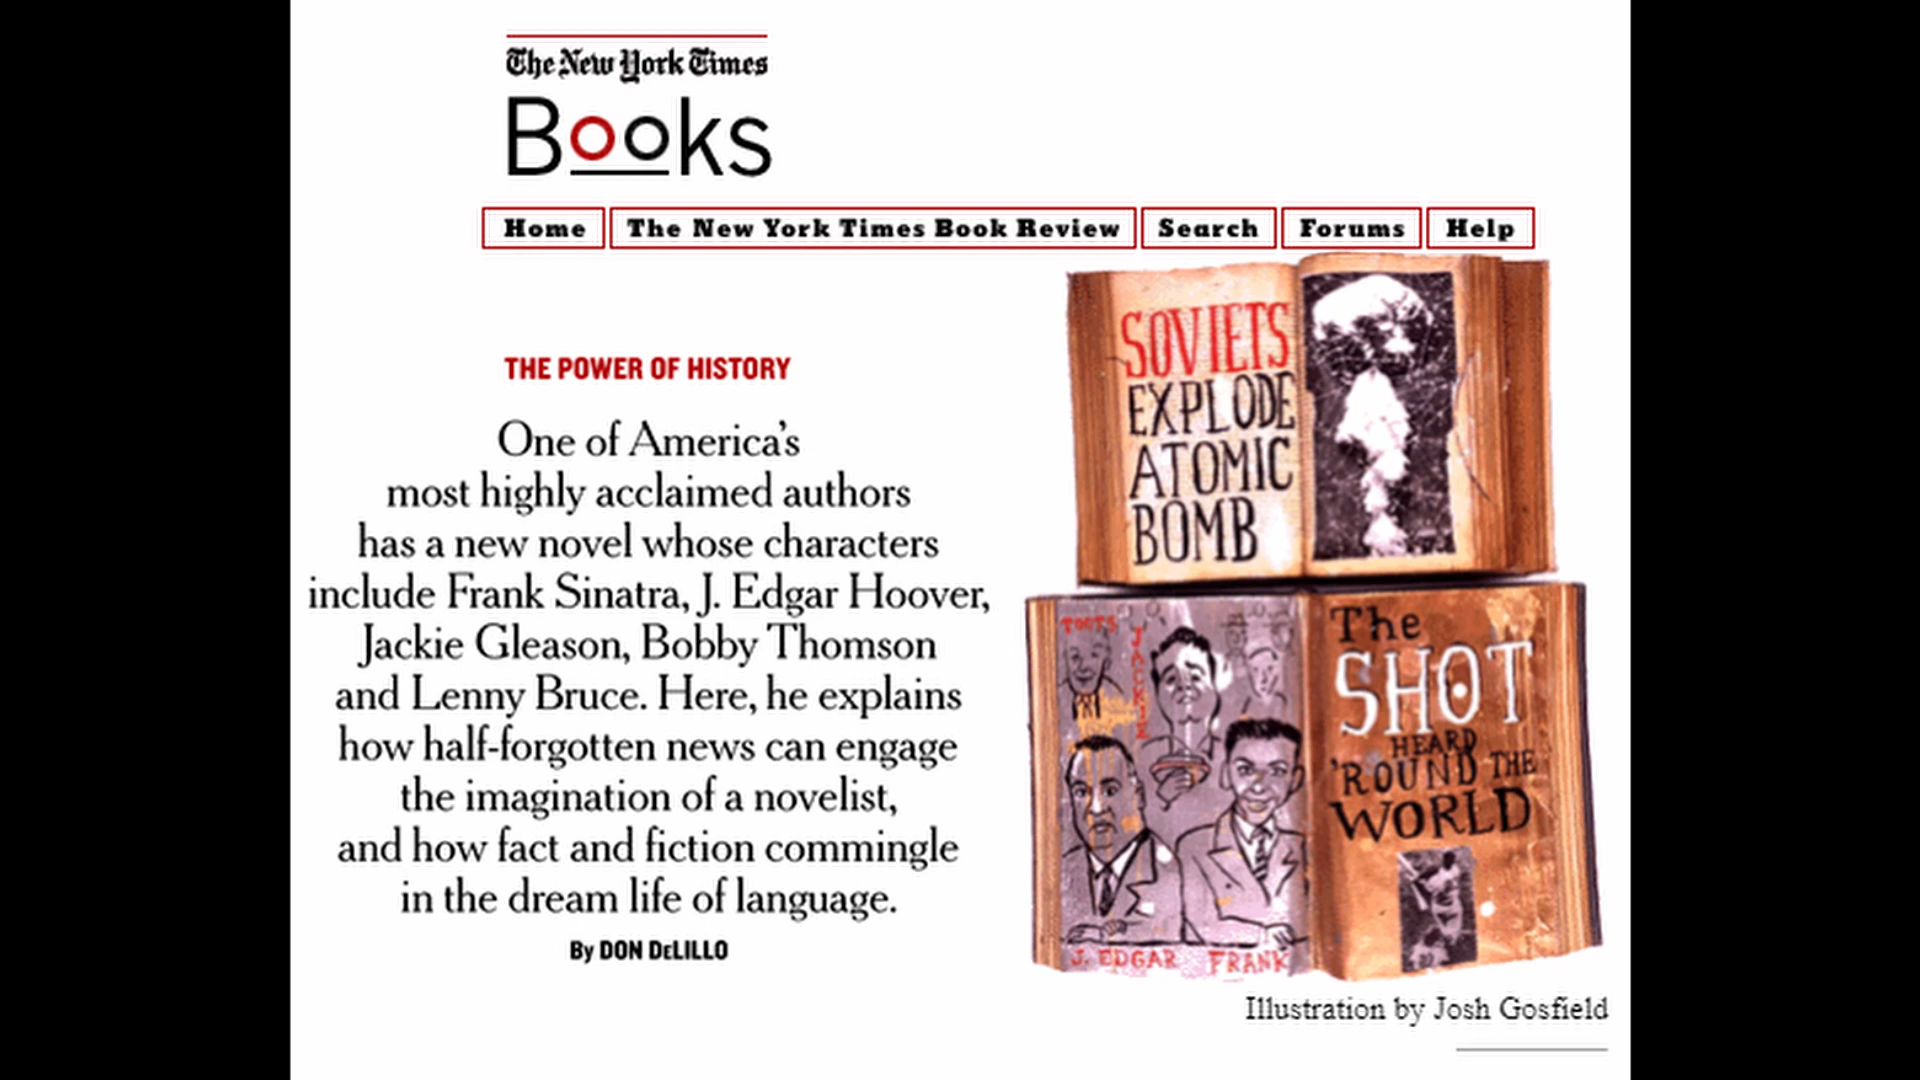 The New York Times
Books
Home
The New York Times Book Review
Search
Forums
Help
THE POWER OF HISTORY
One of America's
most highly acclaimed authors
has a new novel whose characters
include Frank Sinatra, J. Edgar Hoover,
Jackie Gleason, Bobby Thomson
and Lenny Bruce. Here, he explains
how half-forgotten news can engage
the imagination of a novelist,
and how fact and fiction commingle
in the dream life of language.
By DON DeLILLO
SOVIETS
EXPLODE
ATOMIC
BOMB
TOOTS
JACKIE
J. EDGAR
FRANK
The
SHOT
HEARD
'ROUND THE
WORLD
Illustration by Josh Gosfield